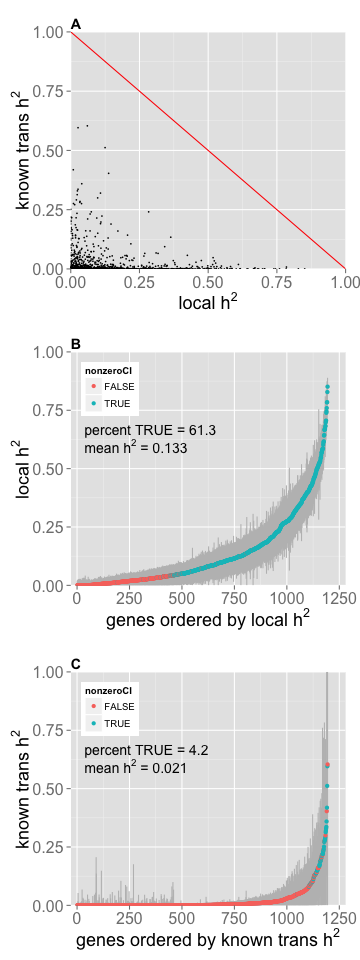 A
known trans h²
1.00
0.75
0.50
0.25
0.00
0.00 0.25 0.50 0.75 1.00
local h²
B
local h²
1.00
0.75
0.50
0.25
0.00
nonzeroCI
FALSE
TRUE
percent TRUE = 61.3
mean h² = 0.133
0 250 500 750 1000 1250
genes ordered by local h²
C
known trans h²
1.00
0.75
0.50
0.25
0.00
nonzeroCI
FALSE
TRUE
percent TRUE = 4.2
mean h² = 0.021
0 250 500 750 1000 1250
genes ordered by known trans h²